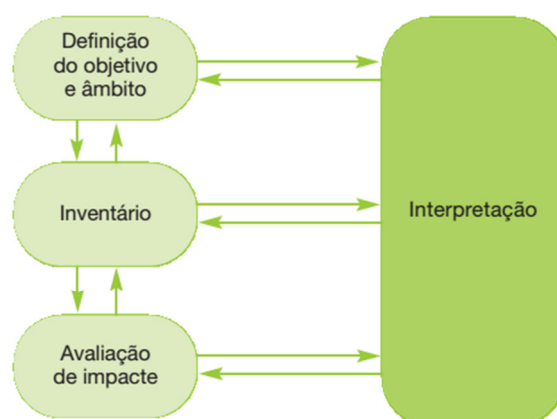 Definição
do objetivo
e âmbito
Inventário
Interpretação
Avaliação
de impacte